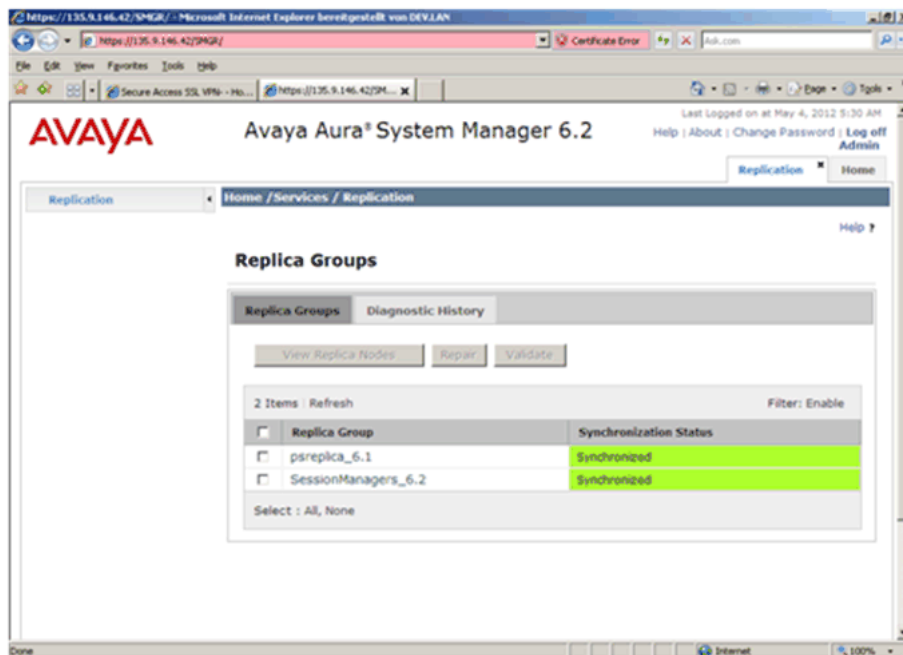 https://135.9.146.42/SMGR/ - Microsoft Internet Explorer bereitgestellt von DEV.LAN
https://135.9.146.42/SMGR/ Certificate Error Ask.com
File Edit View Favorites Tools Help
Secure Access SSL VPN - Ho... https://135.9.146.42/SM... Page Tools
Last Logged on at May 4, 2012 5:30 AM
AVAYA Avaya Aura® System Manager 6.2 Help | About | Change Password | Log off
Admin
Replication Home
Replication Home /Services / Replication
Help ?
Replica Groups
Replica Groups Diagnostic History
View Replica Nodes Repair Validate
2 Items Refresh Filter: Enable
Replica Group Synchronization Status
psreplica_6.1 Synchronized
SessionManagers_6.2 Synchronized
Select : All, None
Done Internet 100%